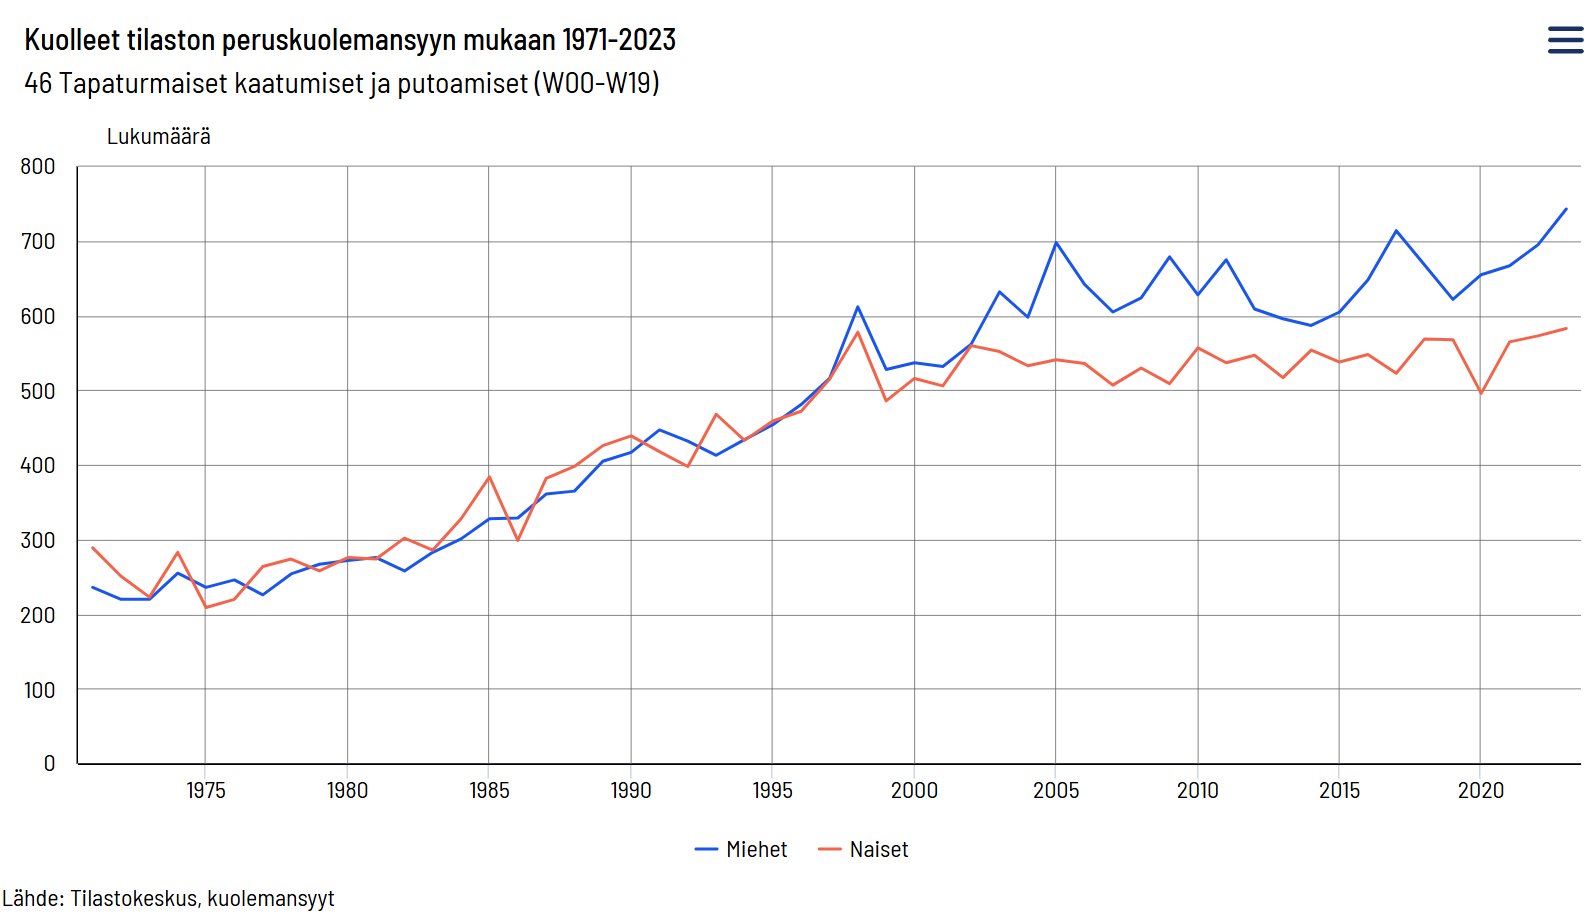 Kuolleet tilaston peruskuolemansyyn mukaan 1971-2023
46 Tapaturmaiset kaatumiset ja putoamiset (W00-W19)
Lukumäärä
800
700
600
500
400
300
200
100
0
1975 1980 1985 1990 1995 2000 2005 2010 2015 2020
Miehet Naiset
Lähde: Tilastokeskus, kuolemansyyt